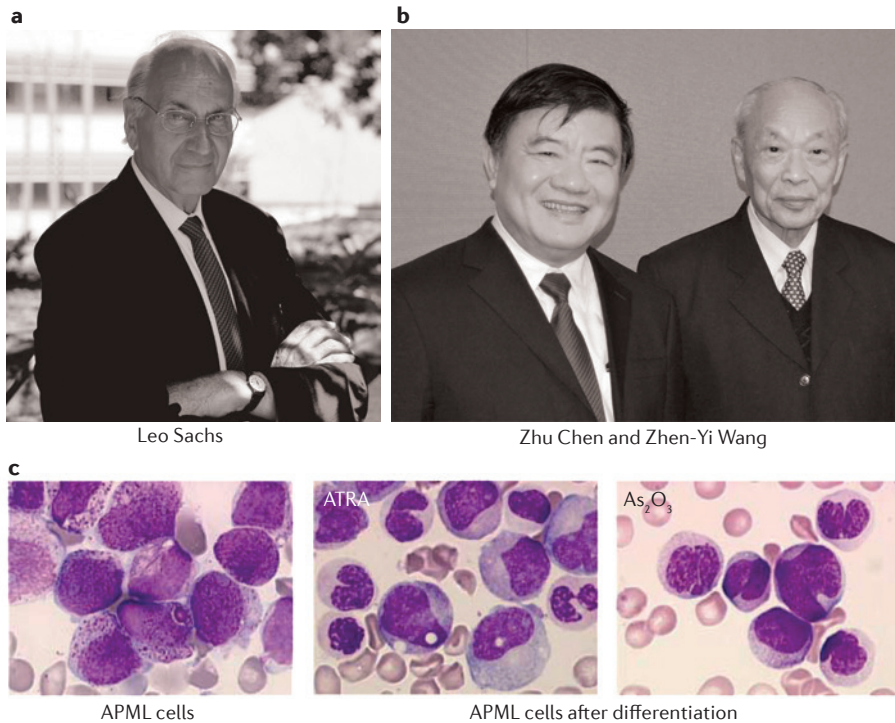 a
b
Leo Sachs
Zhu Chen and Zhen-Yi Wang
c
ATRA
As₂O₃
APML cells
APML cells after differentiation